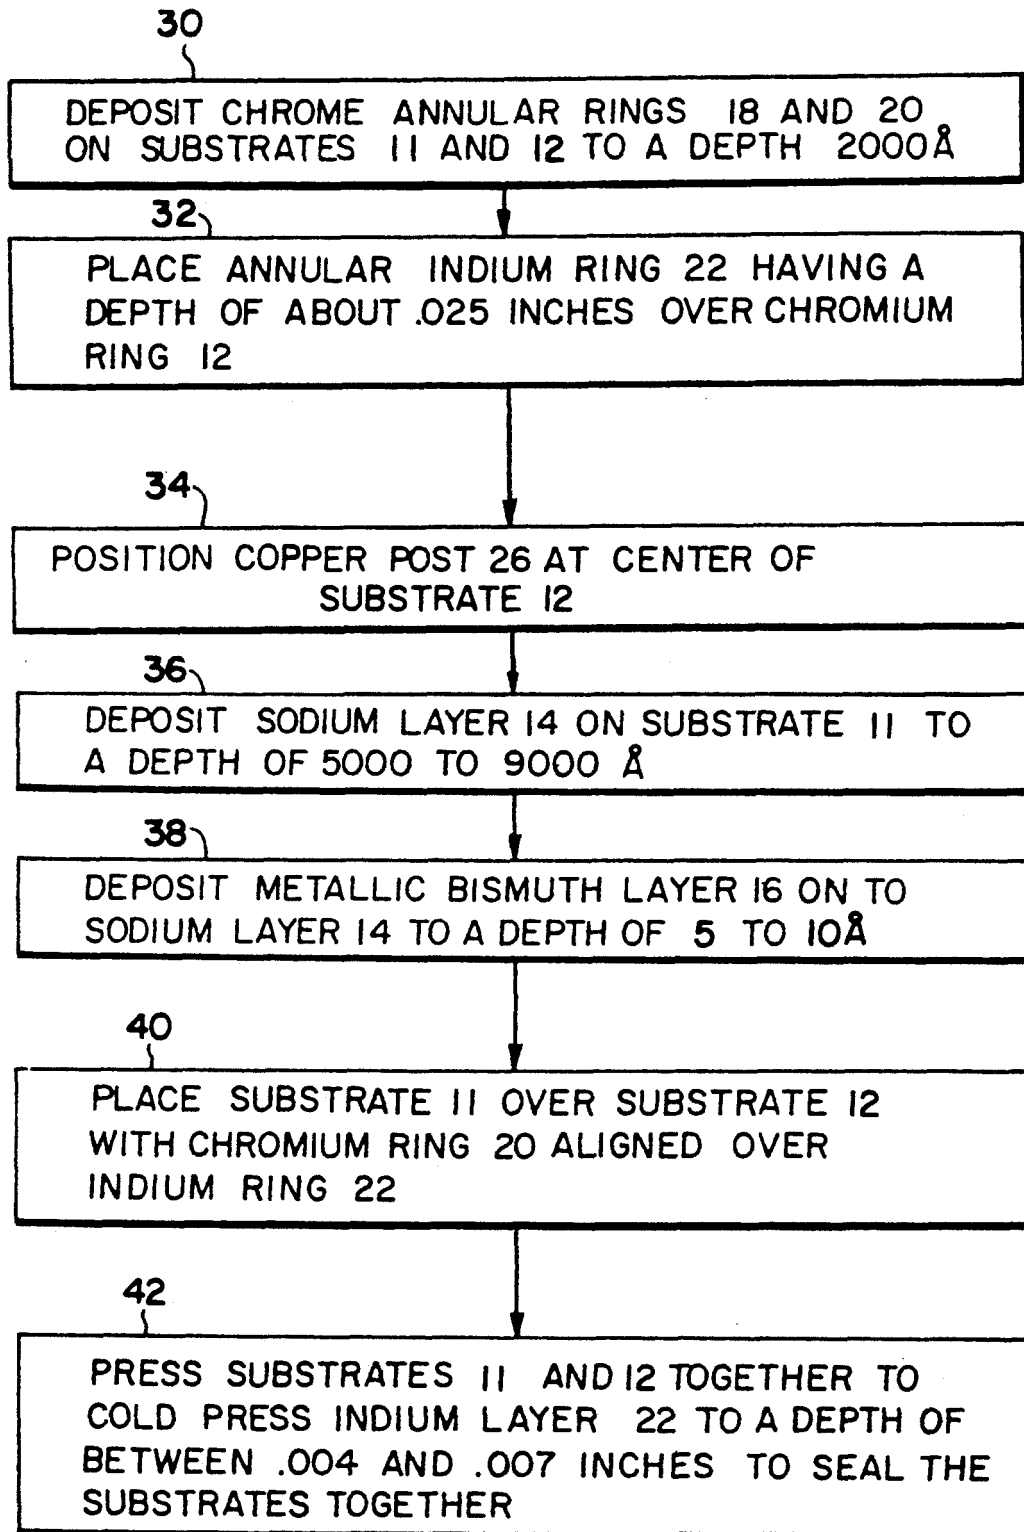 30
DEPOSIT CHROME ANNULAR RINGS 18 AND 20
ON SUBSTRATES 11 AND 12 TO A DEPTH 2000Å
32
PLACE ANNULAR INDIUM RING 22 HAVING A
DEPTH OF ABOUT .025 INCHES OVER CHROMIUM
RING 12
34
POSITION COPPER POST 26 AT CENTER OF
SUBSTRATE 12
36
DEPOSIT SODIUM LAYER 14 ON SUBSTRATE 11 TO
A DEPTH OF 5000 TO 9000 Å
38
DEPOSIT METALLIC BISMUTH LAYER 16 ON TO
SODIUM LAYER 14 TO A DEPTH OF 5 TO 10Å
40
PLACE SUBSTRATE 11 OVER SUBSTRATE 12
WITH CHROMIUM RING 20 ALIGNED OVER
INDIUM RING 22
42
PRESS SUBSTRATES 11 AND 12 TOGETHER TO
COLD PRESS INDIUM LAYER 22 TO A DEPTH OF
BETWEEN .004 AND .007 INCHES TO SEAL THE
SUBSTRATES TOGETHER